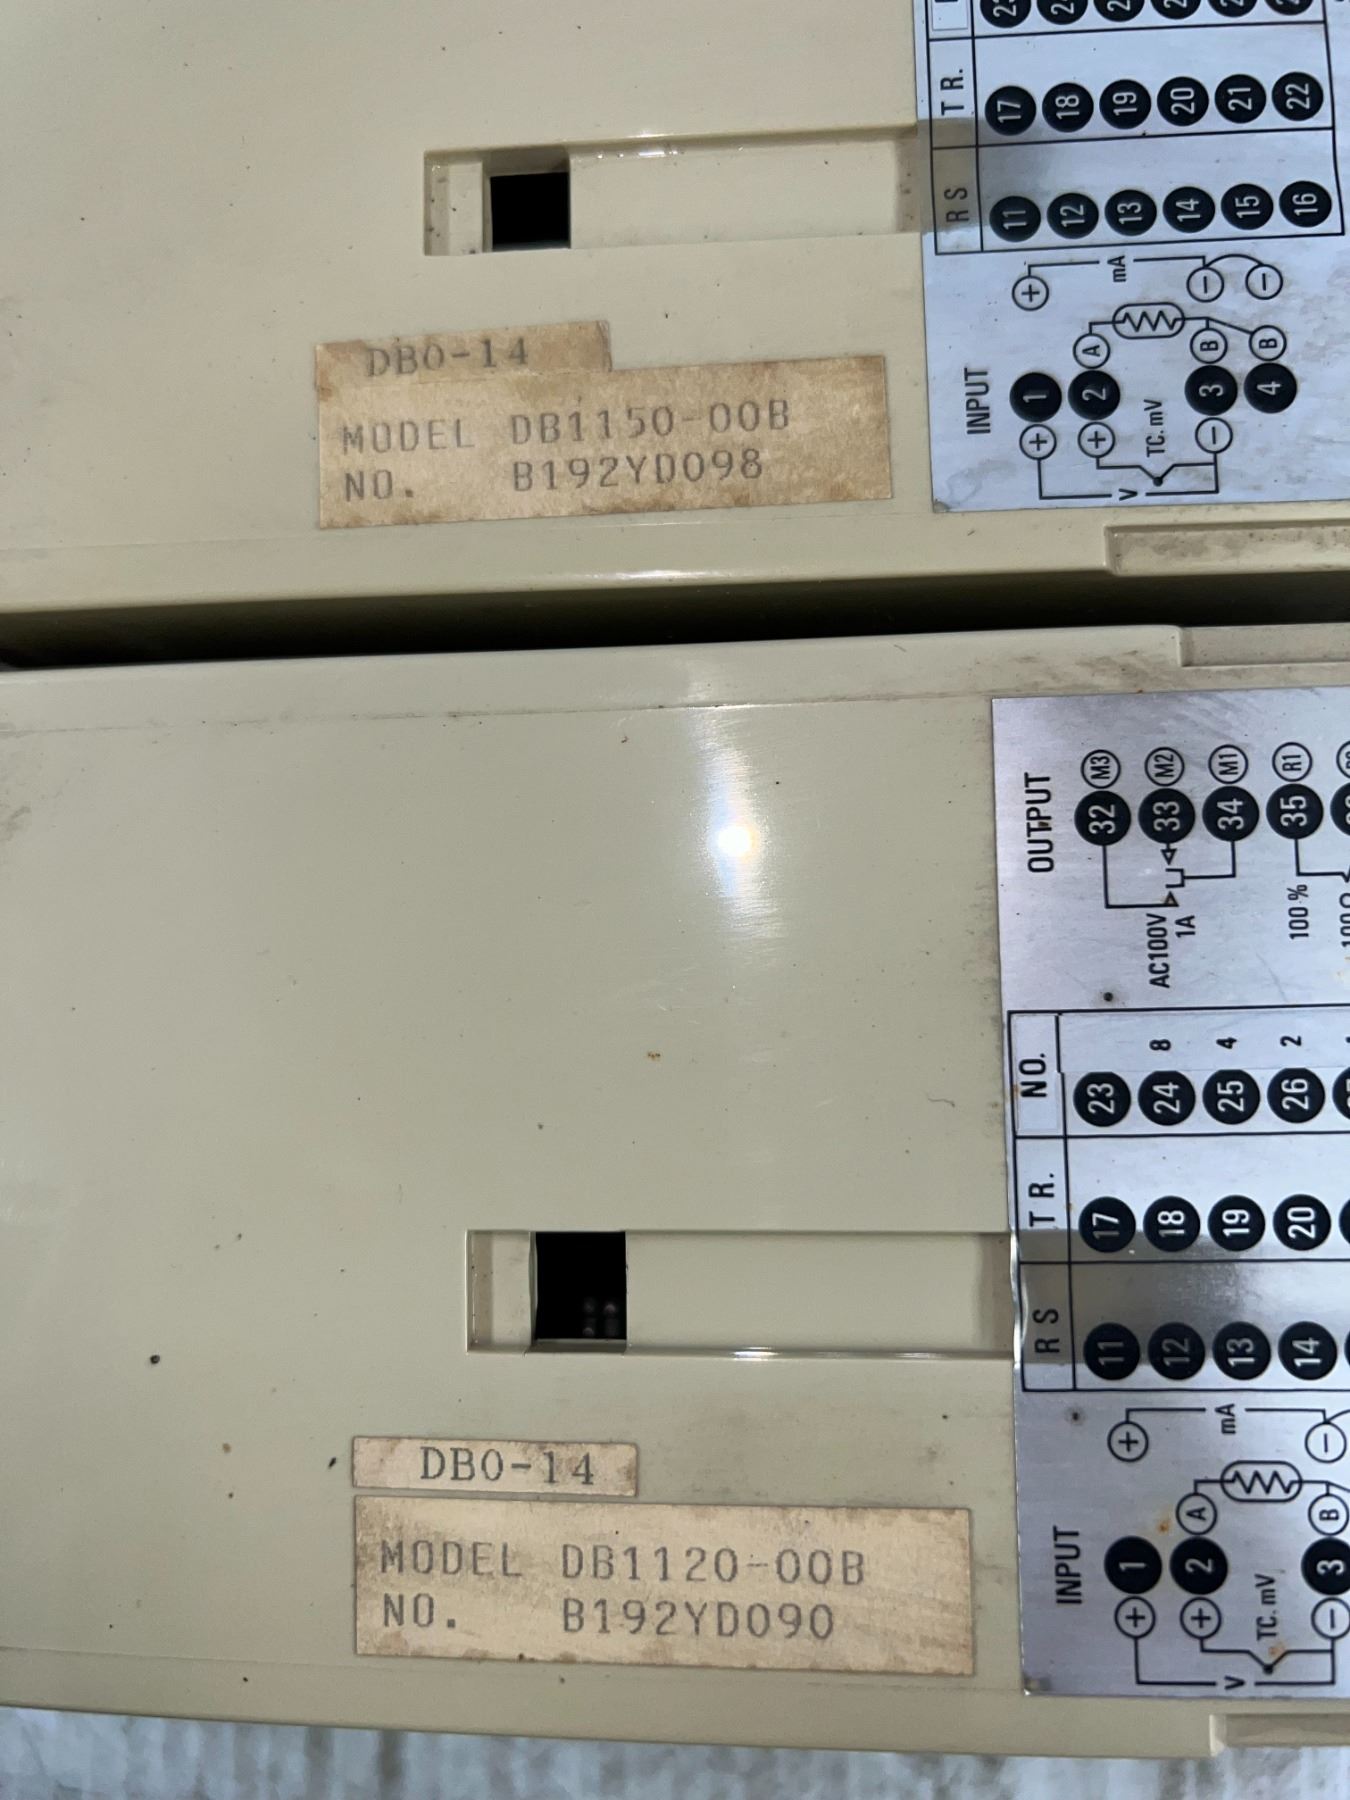 DB0-14
MODEL DB1150-00B
NO. B192YD098
TR.
17 18 19 20 21 22
RS
11 12 13 14 15 16
mA
+ - -
A B B
INPUT
1 2 3 4
+ + -
TC. mV
V
DB0-14
MODEL DB1120-00B
NO. B192YD090
OUTPUT
M3 M2 M1 R1
32 33 34 35
AC100V
1A
100%
NO.
8 4 2
23 24 25 26
TR.
17 18 19 20
RS
11 12 13 14
mA
+ -
A B
INPUT
1 2 3
+ + -
TC. mV
V